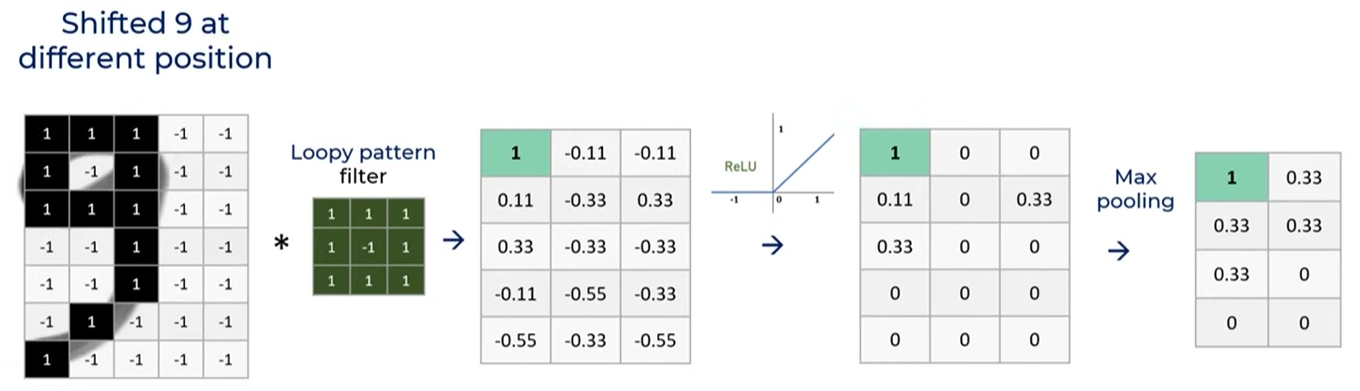 Shifted 9 at
different position
1 1 1 -1 -1
1 -1 1 -1 -1
1 1 1 -1 -1
-1 -1 1 -1 -1
-1 -1 1 -1 -1
-1 1 -1 -1 -1
1 -1 -1 -1 -1
*
Loopy pattern
filter
1 1 1
1 -1 1
1 1 1
→
1 -0.11 -0.11
0.11 -0.33 0.33
0.33 -0.33 -0.33
-0.11 -0.55 -0.33
-0.55 -0.33 -0.55
ReLU
1
-1 0 1
→
1 0 0
0.11 0 0.33
0.33 0 0
0 0 0
0 0 0
Max
pooling
→
1 0.33
0.33 0.33
0.33 0
0 0